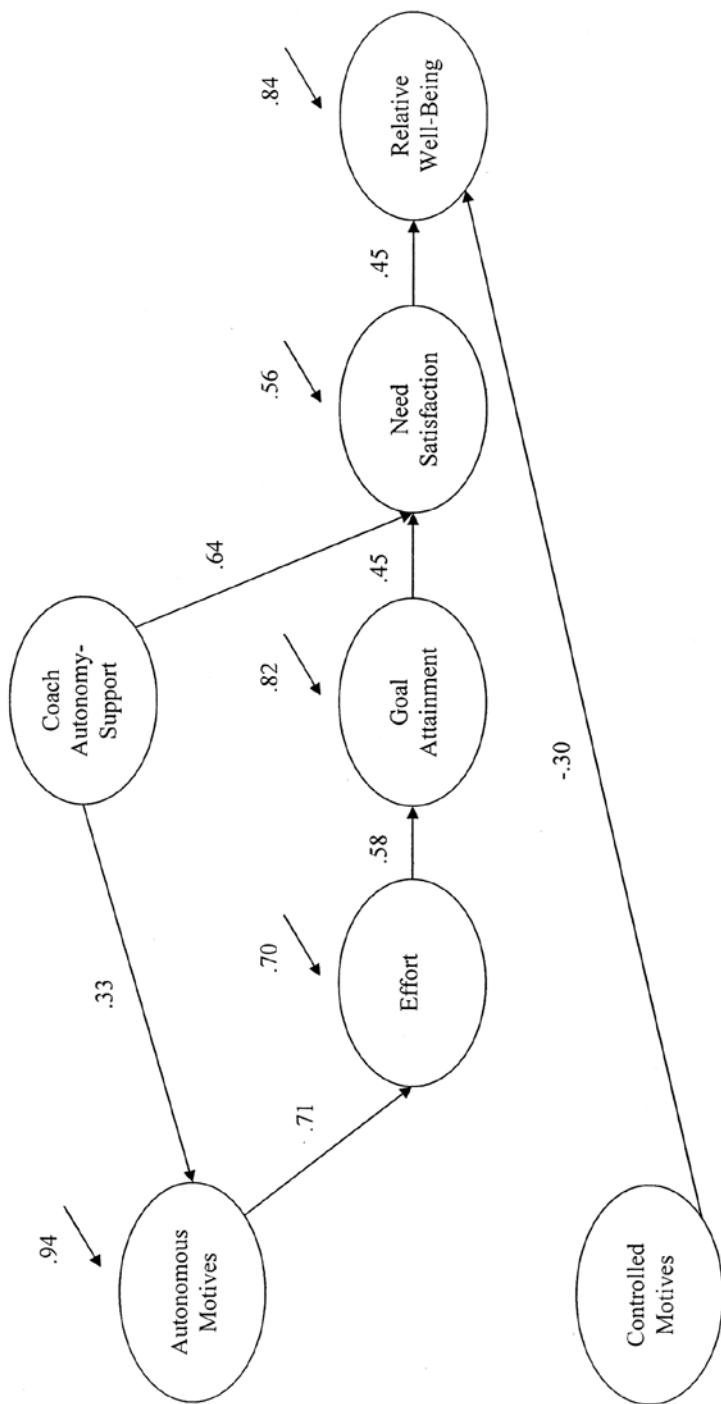 Coach
Autonomy-
Support
.33
.64
.94
Autonomous
Motives
.71
.70
Effort
.58
.82
Goal
Attainment
.45
.56
Need
Satisfaction
.45
.84
Relative
Well-Being
-.30
Controlled
Motives